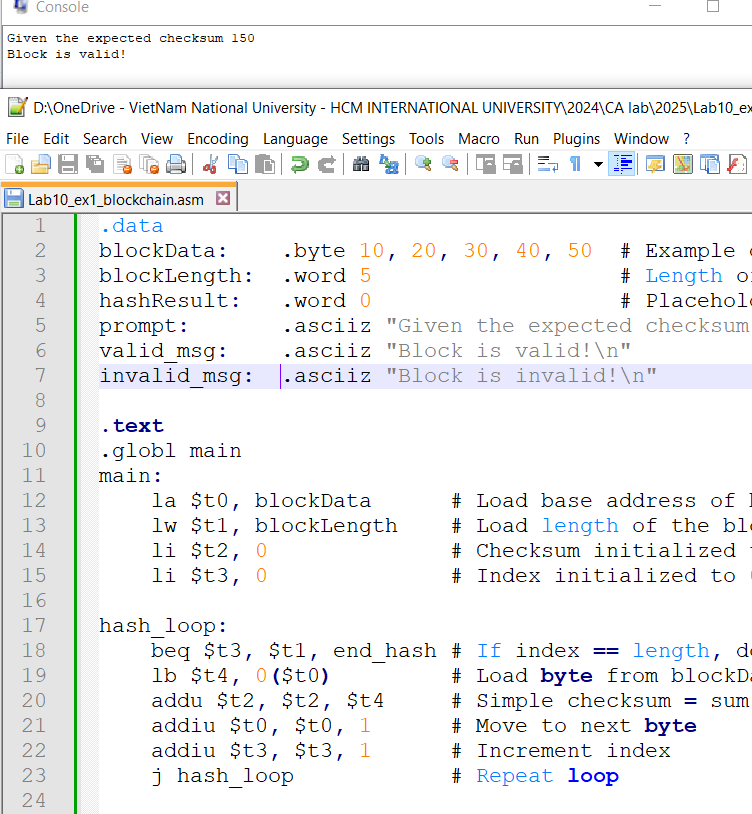 Console
Given the expected checksum 150
Block is valid!
D:\OneDrive - VietNam National University - HCM INTERNATIONAL UNIVERSITY\2024\CA lab\2025\Lab10_ex
File Edit Search View Encoding Language Settings Tools Macro Run Plugins Window ?
Lab10_ex1_blockchain.asm
1 .data
2 blockData: .byte 10, 20, 30, 40, 50 # Example
3 blockLength: .word 5 # Length
4 hashResult: .word 0 #
5 prompt: .asciiz "Given the expected checksum
6 valid_msg: .asciiz "Block is valid!\n"
7 invalid_msg: .asciiz "Block is invalid!\n"
8
9 .text
10 .globl main
11 main:
12 la $t0, blockData # Load base address of
13 lw $t1, blockLength # Load length of the
14 li $t2, 0 # Checksum initialized
15 li $t3, 0 # Index initialized to
16
17 hash_loop:
18 beq $t3, $t1, end_hash # If index == length,
19 lb $t4, 0($t0) # Load byte from
20 addu $t2, $t2, $t4 # Simple checksum = sum
21 addiu $t0, $t0, 1 # Move to next byte
22 addiu $t3, $t3, 1 # Increment index
23 j hash_loop # Repeat loop
24